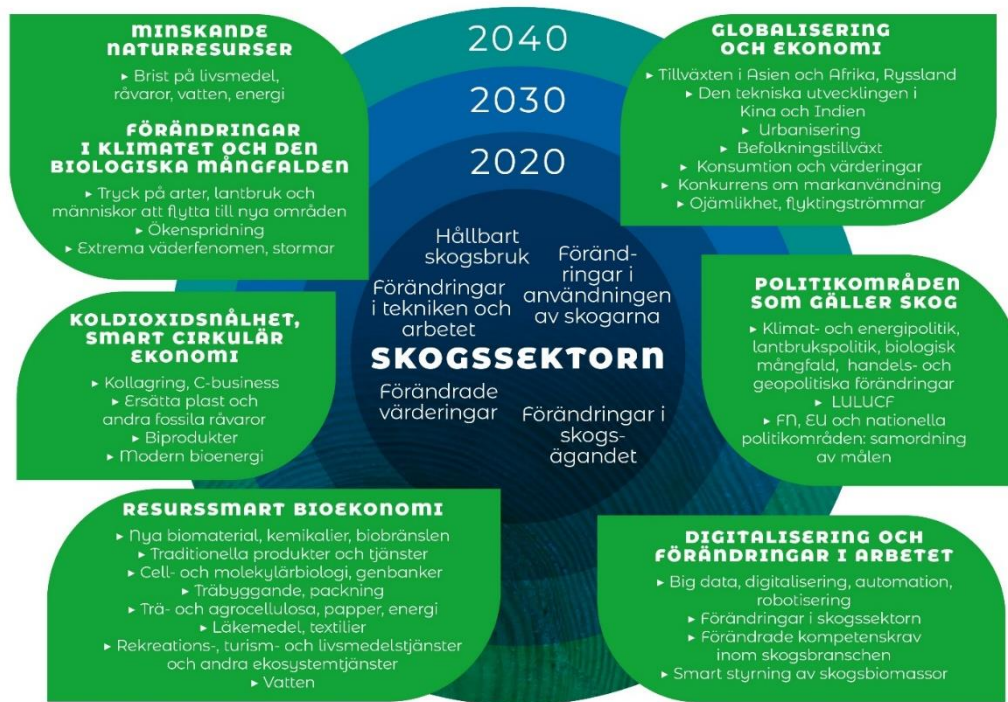 MINSKANDE
NATURRESURSER
▸ Brist på livsmedel,
råvaror, vatten, energi
FÖRÄNDRINGAR
I KLIMATET OCH DEN
BIOLOGISKA MÅNGFALDEN
▸ Tryck på arter, lantbruk och
människor att flytta till nya områden
▸ Ökenspridning
▸ Extrema väderfenomen, stormar
2040
2030
2020
GLOBALISERING
OCH EKONOMI
▸ Tillväxten i Asien och Afrika, Ryssland
▸ Den tekniska utvecklingen i
Kina och Indien
▸ Urbanisering
▸ Befolkningstillväxt
▸ Konsumtion och värderingar
▸ Konkurrens om markanvändning
▸ Ojämlikhet, flyktingströmmar
Hållbart
skogsbruk
Föränd-
ringar i
användningen
av skogarna
Förändringar
i tekniken och
arbetet
SKOGSSEKTORN
Förändrade
värderingar
Förändringar i
skogs-
ägandet
KOLDIOXIDSNÅLHET,
SMART CIRKULÄR
EKONOMI
▸ Kollagring, C-business
▸ Ersätta plast och
andra fossila råvaror
▸ Biprodukter
▸ Modern bioenergi
POLITIKOMRÅDEN
SOM GÄLLER SKOG
▸ Klimat- och energipolitik,
lantbrukspolitik, biologisk
mångfald, handels- och
geopolitiska förändringar
▸ LULUCF
▸ FN, EU och nationella
politikområden: samordning
av målen
RESURSSMART BIOEKONOMI
▸ Nya biomaterial, kemikalier, biobränslen
▸ Traditionella produkter och tjänster
▸ Cell- och molekylärbiologi, genbanker
▸ Träbyggande, packning
▸ Trä- och agrocellulosa, papper, energi
▸ Läkemedel, textilier
▸ Rekreations-, turism- och livsmedelstjänster
och andra ekosystemtjänster
▸ Vatten
DIGITALISERING OCH
FÖRÄNDRINGAR I ARBETET
▸ Big data, digitalisering, automation,
robotisering
▸ Förändringar i skogssektorn
▸ Förändrade kompetenskrav
inom skogsbranschen
▸ Smart styrning av skogsbiomassor